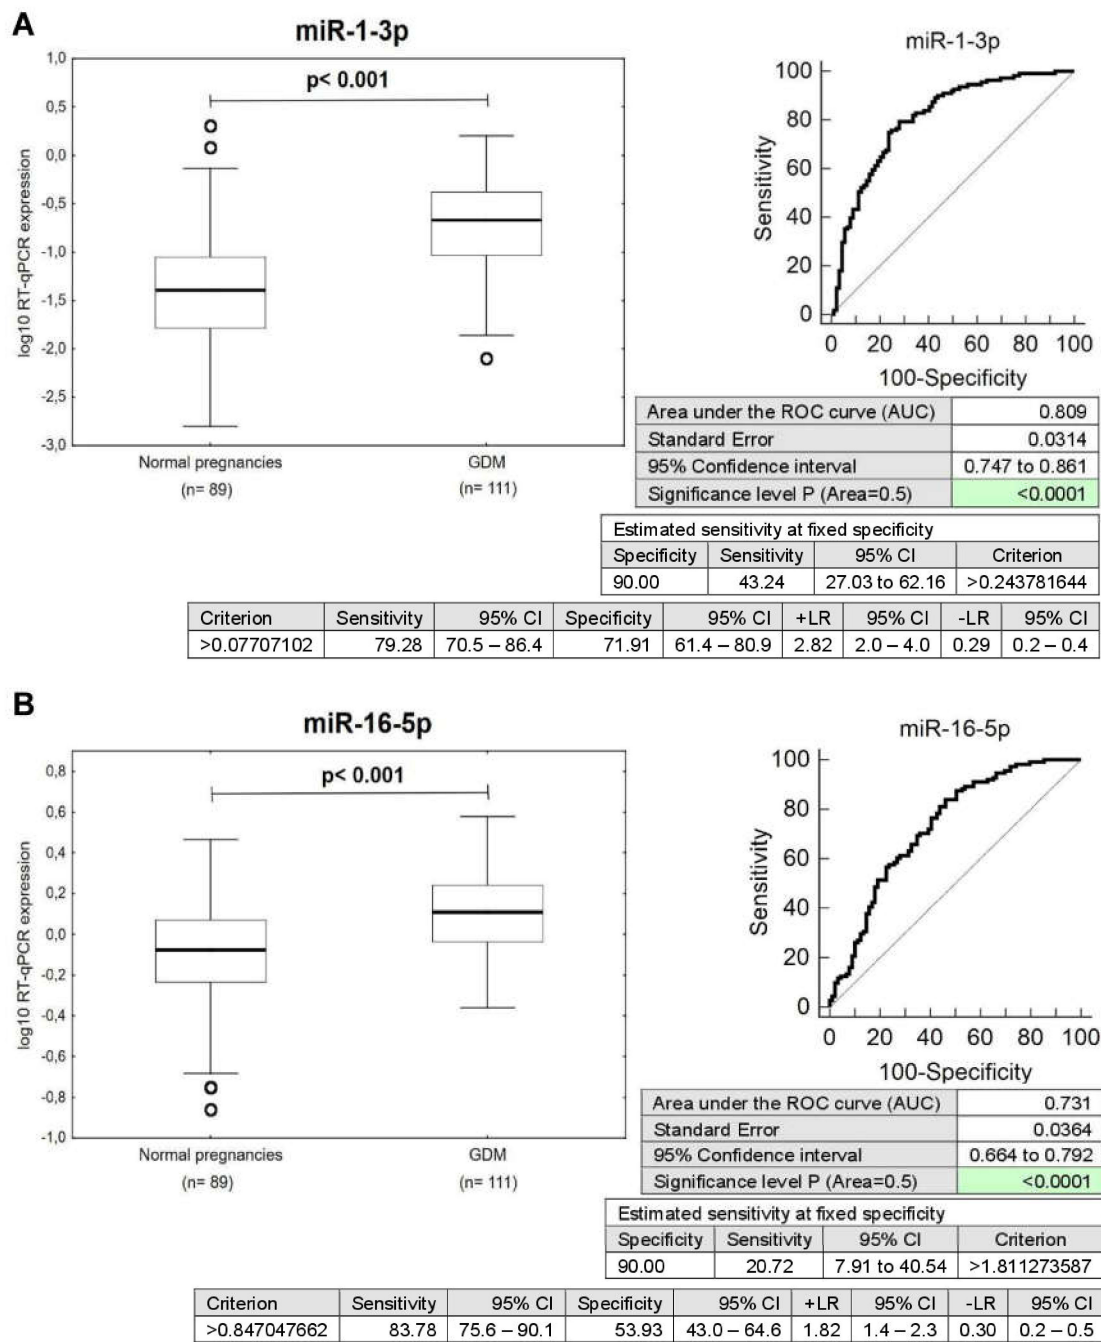 A
miR-1-3p
1,0
0,5
0,0
-0,5
-1,0
-1,5
-2,0
-2,5
-3,0
log10 RT-qPCR expression
p< 0.001
Normal pregnancies
(n= 89)
GDM
(n= 111)
miR-1-3p
100
80
60
40
20
0
Sensitivity
0 20 40 60 80 100
100-Specificity
Area under the ROC curve (AUC) 0.809
Standard Error 0.0314
95% Confidence interval 0.747 to 0.861
Significance level P (Area=0.5) <0.0001
Estimated sensitivity at fixed specificity
Specificity Sensitivity 95% CI Criterion
90.00 43.24 27.03 to 62.16 >0.243781644
Criterion Sensitivity 95% CI Specificity 95% CI +LR 95% CI -LR 95% CI
>0.07707102 79.28 70.5 – 86.4 71.91 61.4 – 80.9 2.82 2.0 – 4.0 0.29 0.2 – 0.4
B
miR-16-5p
0,8
0,6
0,4
0,2
0,0
-0,2
-0,4
-0,6
-0,8
-1,0
log10 RT-qPCR expression
p< 0.001
Normal pregnancies
(n= 89)
GDM
(n= 111)
miR-16-5p
100
80
60
40
20
0
Sensitivity
0 20 40 60 80 100
100-Specificity
Area under the ROC curve (AUC) 0.731
Standard Error 0.0364
95% Confidence interval 0.664 to 0.792
Significance level P (Area=0.5) <0.0001
Estimated sensitivity at fixed specificity
Specificity Sensitivity 95% CI Criterion
90.00 20.72 7.91 to 40.54 >1.811273587
Criterion Sensitivity 95% CI Specificity 95% CI +LR 95% CI -LR 95% CI
>0.847047662 83.78 75.6 – 90.1 53.93 43.0 – 64.6 1.82 1.4 – 2.3 0.30 0.2 – 0.5